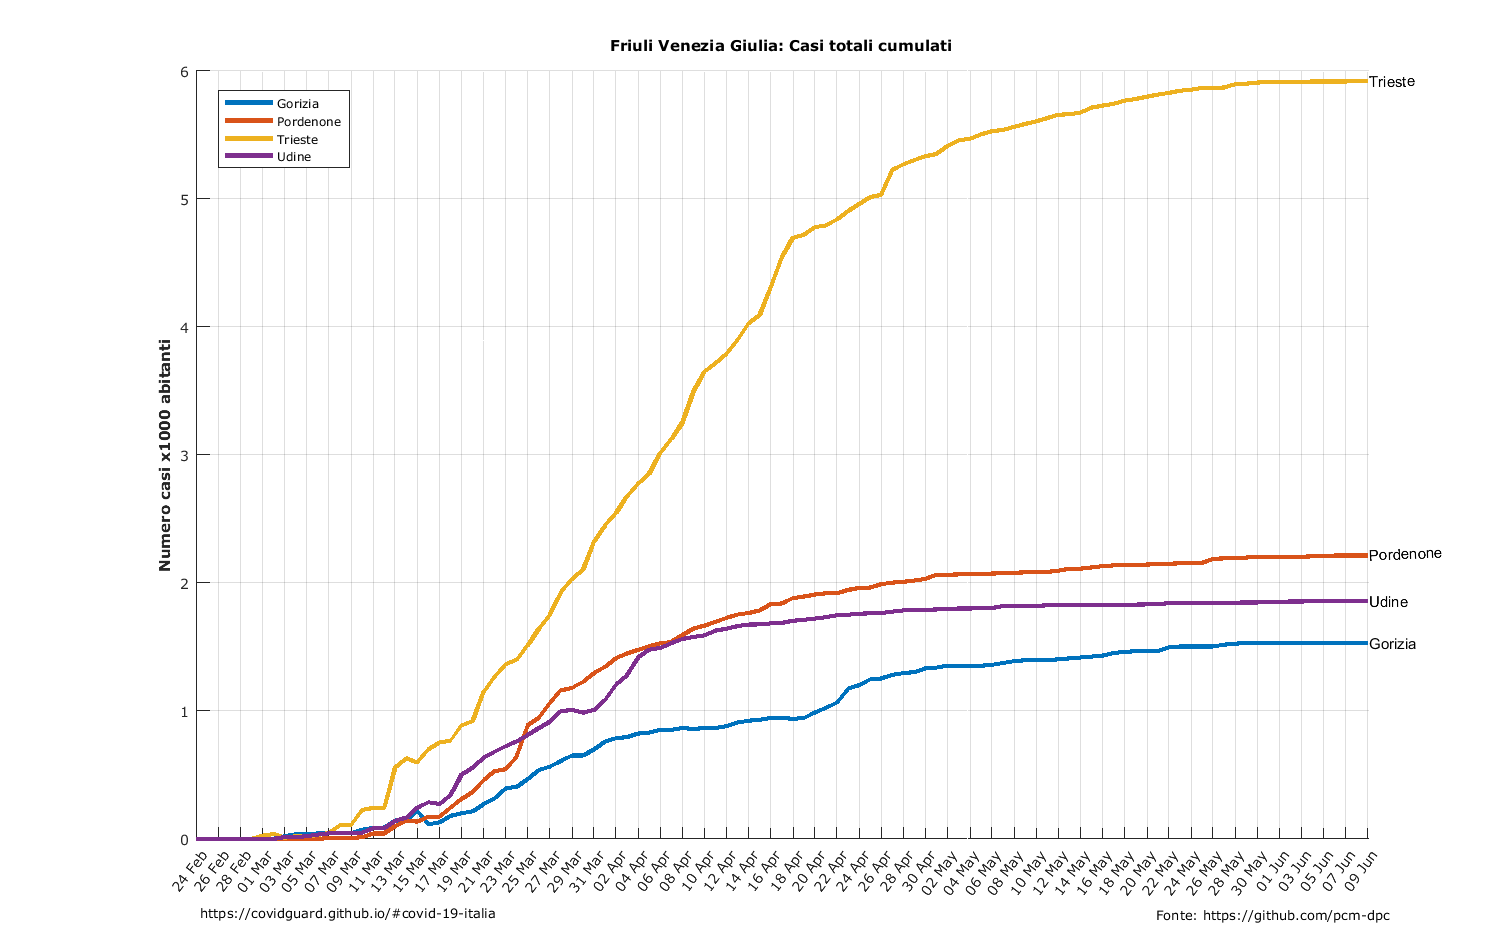 Friuli Venezia Giulia: Casi totali cumulati
6
5
4
3
2
1
0
Numero casi x1000 abitanti
Gorizia
Pordenone
Trieste
Udine
Trieste
Pordenone
Udine
Gorizia
24 Feb
26 Feb
28 Feb
01 Mar
03 Mar
05 Mar
07 Mar
09 Mar
11 Mar
13 Mar
15 Mar
17 Mar
19 Mar
21 Mar
23 Mar
25 Mar
27 Mar
29 Mar
31 Mar
02 Apr
04 Apr
06 Apr
08 Apr
10 Apr
12 Apr
14 Apr
16 Apr
18 Apr
20 Apr
22 Apr
24 Apr
26 Apr
28 Apr
30 Apr
02 May
04 May
06 May
08 May
10 May
12 May
14 May
16 May
18 May
20 May
22 May
24 May
26 May
28 May
30 May
01 Jun
03 Jun
05 Jun
07 Jun
09 Jun
https://covidguard.github.io/#covid-19-italia
Fonte: https://github.com/pcm-dpc